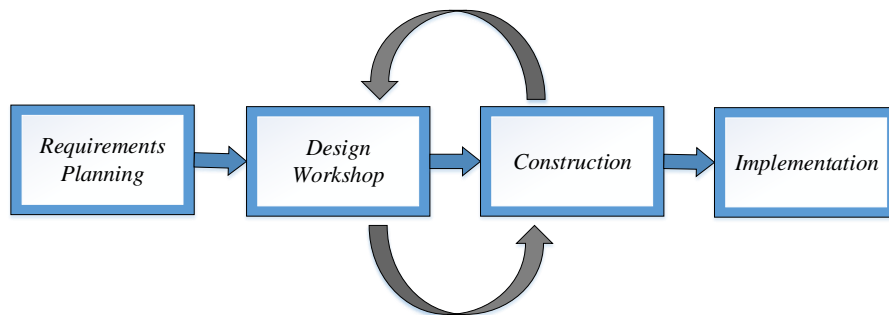 Requirements
Planning
Design
Workshop
Construction
Implementation